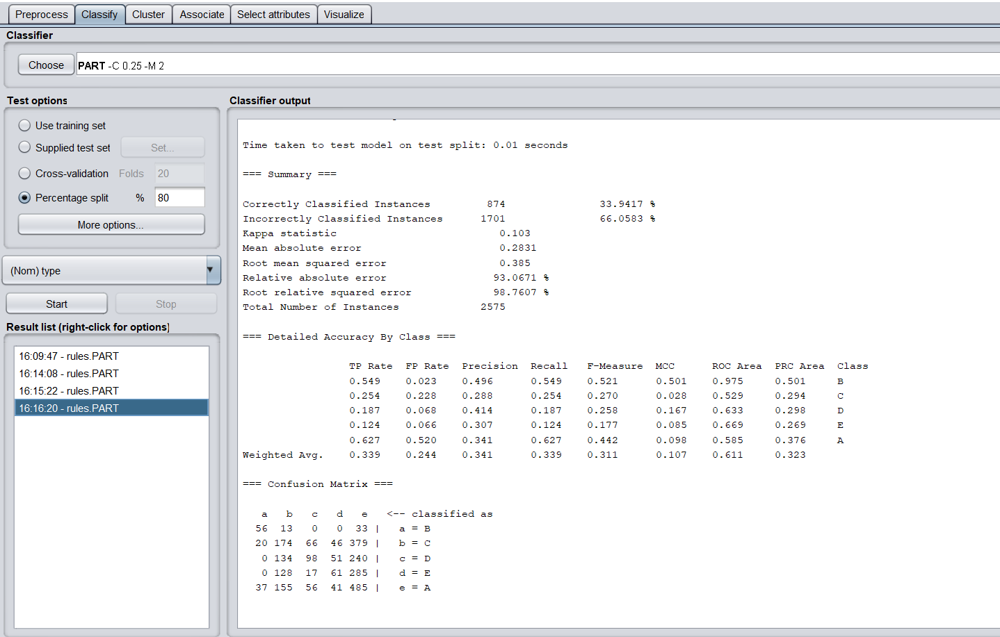 Preprocess Classify Cluster Associate Select attributes Visualize
Classifier
Choose PART -C 0.25 -M 2
Test options
Use training set
Supplied test set Set...
Cross-validation Folds 20
Percentage split % 80
More options...
(Nom) type
Start Stop
Result list (right-click for options)
16:09:47 - rules.PART
16:14:08 - rules.PART
16:15:22 - rules.PART
16:16:20 - rules.PART
Classifier output
Time taken to test model on test split: 0.01 seconds
=== Summary ===
Correctly Classified Instances 874 33.9417 %
Incorrectly Classified Instances 1701 66.0583 %
Kappa statistic 0.103
Mean absolute error 0.2831
Root mean squared error 0.385
Relative absolute error 93.0671 %
Root relative squared error 98.7607 %
Total Number of Instances 2575
=== Detailed Accuracy By Class ===
TP Rate FP Rate Precision Recall F-Measure MCC ROC Area PRC Area Class
0.549 0.023 0.496 0.549 0.521 0.501 0.975 0.501 B
0.254 0.228 0.288 0.254 0.270 0.028 0.529 0.294 C
0.187 0.068 0.414 0.187 0.258 0.167 0.633 0.298 D
0.124 0.066 0.307 0.124 0.177 0.085 0.669 0.269 E
0.627 0.520 0.341 0.627 0.442 0.098 0.585 0.376 A
Weighted Avg. 0.339 0.244 0.341 0.339 0.311 0.107 0.611 0.323
=== Confusion Matrix ===
a b c d e <-- classified as
56 13 0 0 33 | a = B
20 174 66 46 379 | b = C
0 134 98 51 240 | c = D
0 128 17 61 285 | d = E
37 155 56 41 485 | e = A